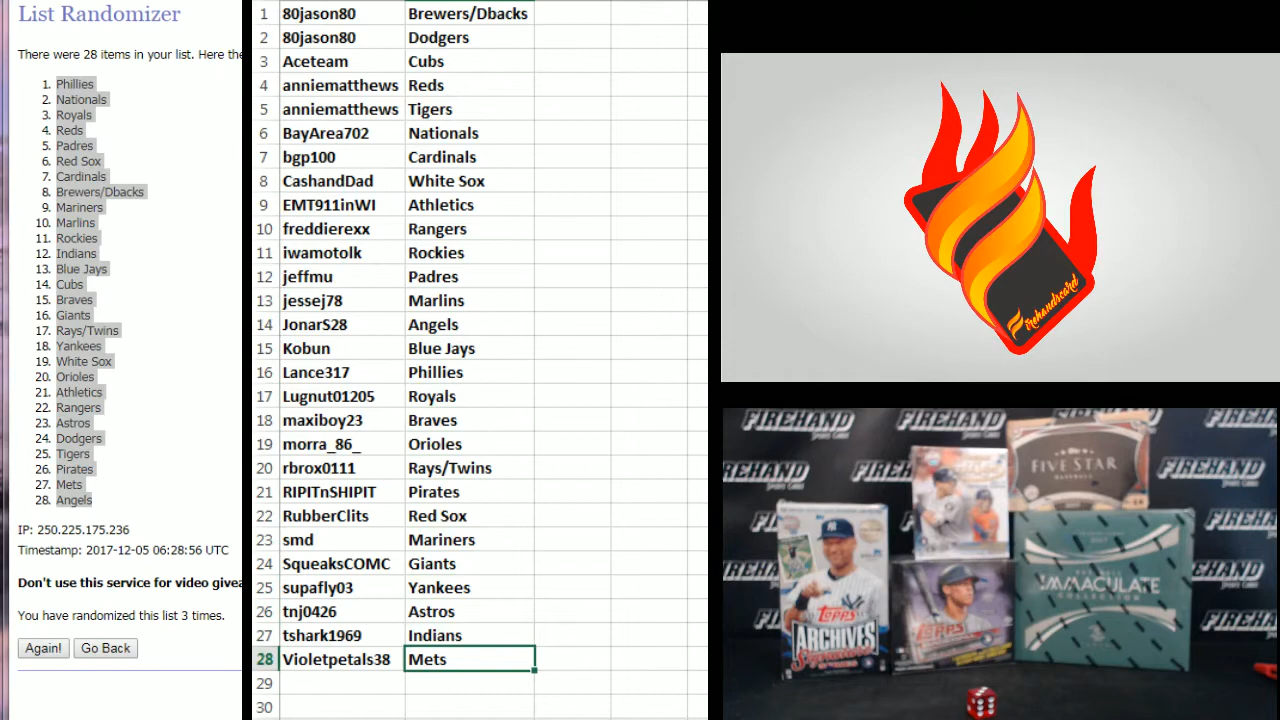 List Randomizer
There were 28 items in your list. Here the
1. Phillies
2. Nationals
3. Royals
4. Reds
5. Padres
6. Red Sox
7. Cardinals
8. Brewers/Dbacks
9. Mariners
10. Marlins
11. Rockies
12. Indians
13. Blue Jays
14. Cubs
15. Braves
16. Giants
17. Rays/Twins
18. Yankees
19. White Sox
20. Orioles
21. Athletics
22. Rangers
23. Astros
24. Dodgers
25. Tigers
26. Pirates
27. Mets
28. Angels
IP: 250.225.175.236
Timestamp: 2017-12-05 06:28:56 UTC
Don't use this service for video givea
You have randomized this list 3 times.
Again! Go Back
1 80jason80 Brewers/Dbacks
2 80jason80 Dodgers
3 Aceteam Cubs
4 anniematthews Reds
5 anniematthews Tigers
6 BayArea702 Nationals
7 bgp100 Cardinals
8 CashandDad White Sox
9 EMT911inWI Athletics
10 freddierexx Rangers
11 iwamotolk Rockies
12 jeffmu Padres
13 jessej78 Marlins
14 JonarS28 Angels
15 Kobun Blue Jays
16 Lance317 Phillies
17 Lugnut01205 Royals
18 maxiboy23 Braves
19 morra_86_ Orioles
20 rbrox0111 Rays/Twins
21 RIPITnSHIPIT Pirates
22 RubberClits Red Sox
23 smd Mariners
24 SqueaksCOMC Giants
25 supafly03 Yankees
26 tnj0426 Astros
27 tshark1969 Indians
28 Violetpetals38 Mets
29
30
firehandscard
FIREHAND
FIREHAND
FIREHAND
FIVE STAR
TOPPS
ARCHIVES
TOPPS
IMMACULATE
COLLECTION